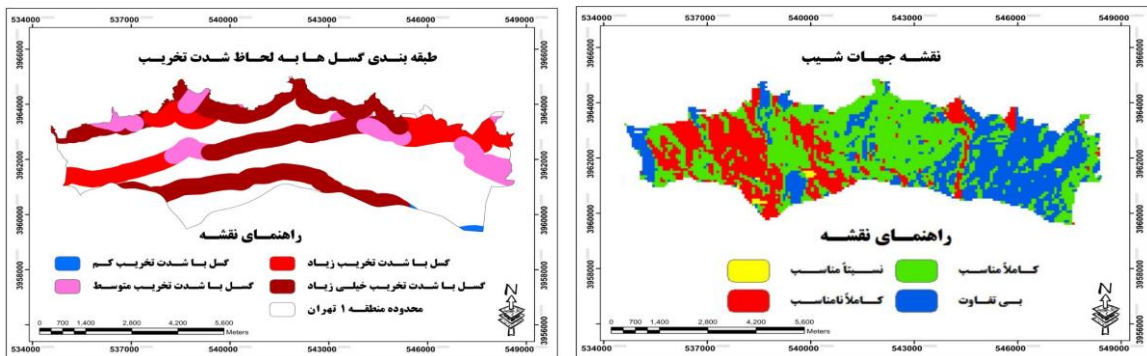 534000 537000 540000 543000 546000 549000
طبقه بندی گسل ها به لحاظ شدت تخریب
3966000
3964000
3962000
3960000
3958000
3956000
راهنمای نقشه
گسل با شدت تخریب کم
گسل با شدت تخریب زیاد
گسل با شدت تخریب متوسط
گسل با شدت تخریب خیلی زیاد
محدوده منطقه ۱ تهران
N
0 700 1,400 2,800 4,200 5,600
Meters
537000 540000 543000 546000 549000
534000 537000 540000 543000 546000 549000
نقشه جهات شیب
3966000
3964000
3962000
3960000
3958000
3956000
راهنمای نقشه
نسبتاً مناسب
کاملاً مناسب
کاملاً نامناسب
بی تفاوت
N
0 700 1,400 2,800 4,200 5,600
Meters
534000 537000 540000 543000 546000 549000